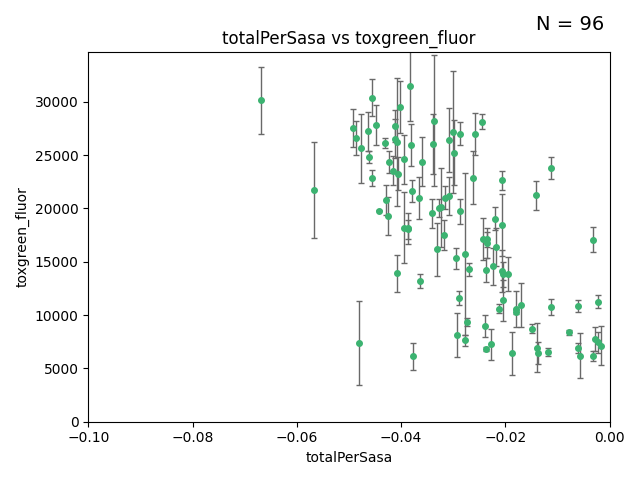 N = 96
totalPerSasa vs toxgreen_fluor
30000
25000
20000
15000
10000
5000
0
toxgreen_fluor
−0.10 −0.08 −0.06 −0.04 −0.02 0.00
totalPerSasa